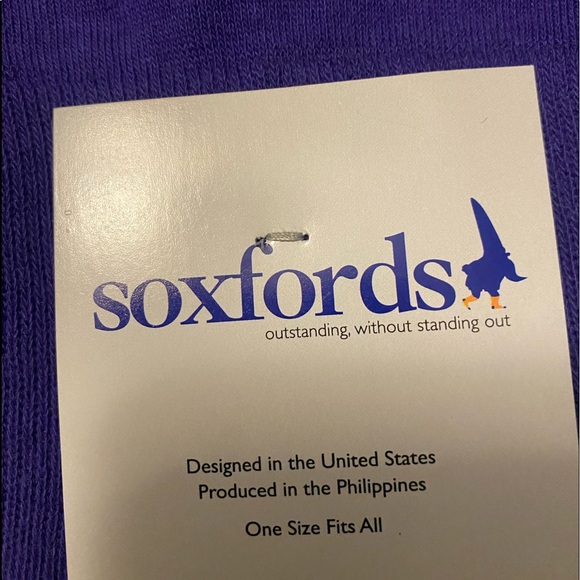 soxfords
outstanding, without standing out
Designed in the United States
Produced in the Philippines
One Size Fits All